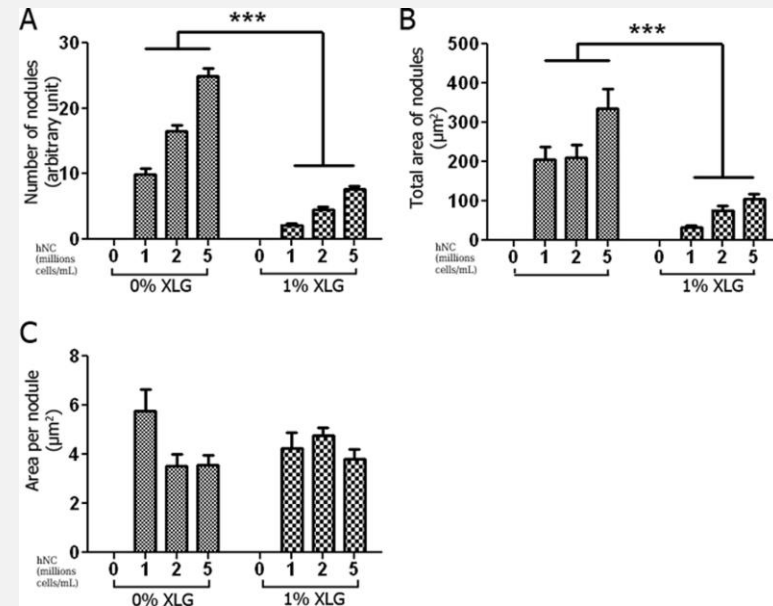 A
***
Number of nodules
(arbitrary unit)
30
20
10
0
hNC
(millions
cells/mL)
0 1 2 5 0 1 2 5
0% XLG 1% XLG
B
***
Total area of nodules
(µm²)
500
400
300
200
100
0
hNC
(millions
cells/mL)
0 1 2 5 0 1 2 5
1% XLG
C
Area per nodule
(µm²)
8
6
4
2
0
hNC
(millions
cells/mL)
0 1 2 5 0 1 2 5
0% XLG 1% XLG